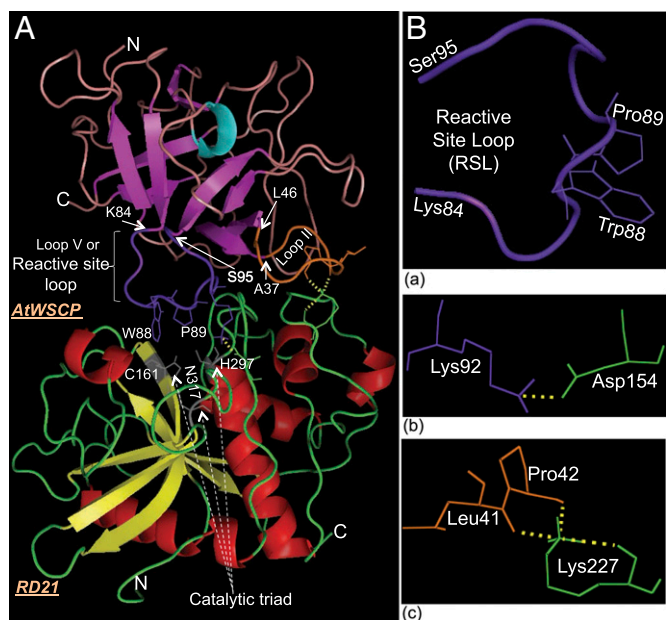 A
N
C
K84
L46
Loop V or
Reactive site
loop
Loop II
S95
A37
AtWSCP
W88
P89
C161
N317
H297
C
N
RD21
Catalytic triad
B
Ser95
Pro89
Reactive
Site Loop
(RSL)
Lys84
Trp88
(a)
Lys92
Asp154
(b)
Pro42
Leu41
Lys227
(c)